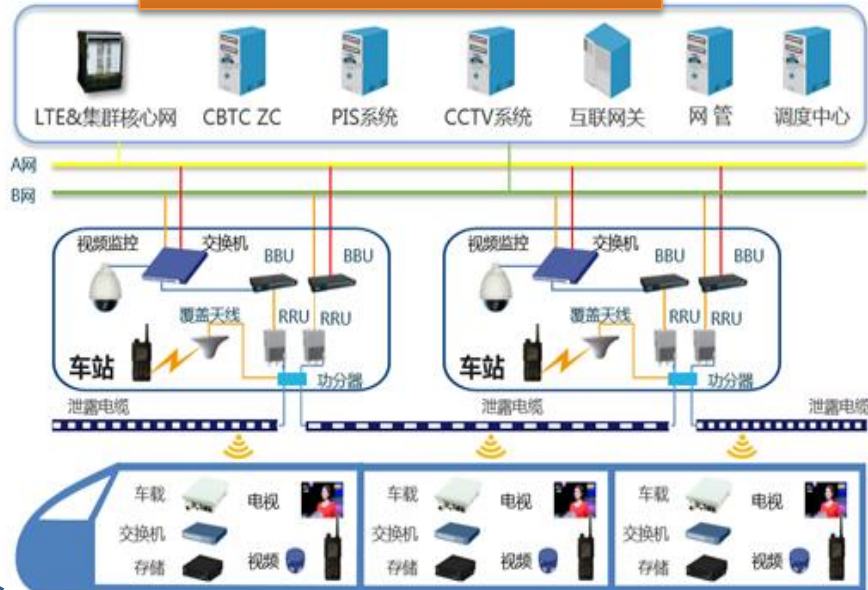 LTE&集群核心网 CBTC ZC PIS系统 CCTV系统 互联网关 网 管 调度中心
A网
B网
视频监控 交换机 BBU BBU
覆盖天线 RRU RRU
车站
功分器
视频监控 交换机 BBU BBU
覆盖天线 RRU RRU
车站
功分器
泄露电缆 泄露电缆 泄露电缆
车载 电视
交换机
存储 视频
车载 电视
交换机
存储 视频
车载 电视
交换机
存储 视频